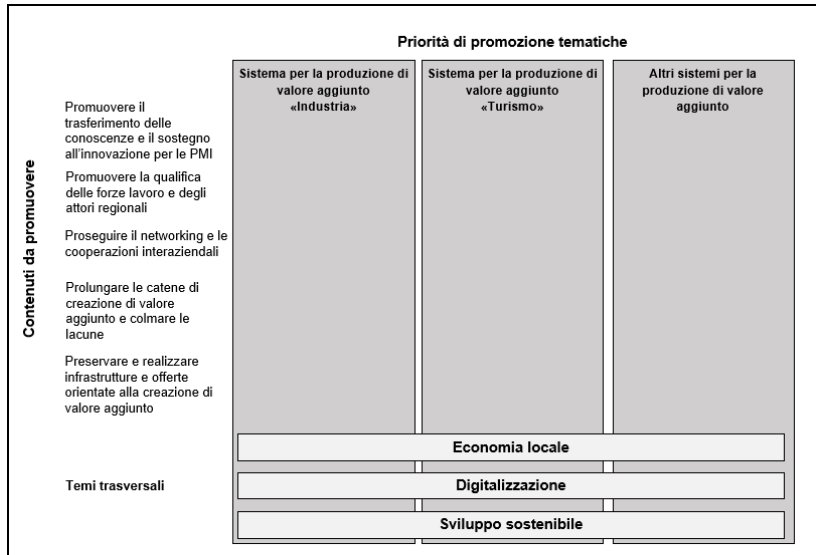 Priorità di promozione tematiche
Sistema per la produzione di
valore aggiunto
«Industria»
Sistema per la produzione di
valore aggiunto
«Turismo»
Altri sistemi per la
produzione di valore
aggiunto
Contenuti da promuovere
Promuovere il
trasferimento delle
conoscenze e il sostegno
all'innovazione per le PMI
Promuovere la qualifica
delle forze lavoro e degli
attori regionali
Proseguire il networking e le
cooperazioni interaziendali
Prolungare le catene di
creazione di valore
aggiunto e colmare le
lacune
Preservare e realizzare
infrastrutture e offerte
orientate alla creazione di
valore aggiunto
Economia locale
Temi trasversali
Digitalizzazione
Sviluppo sostenibile